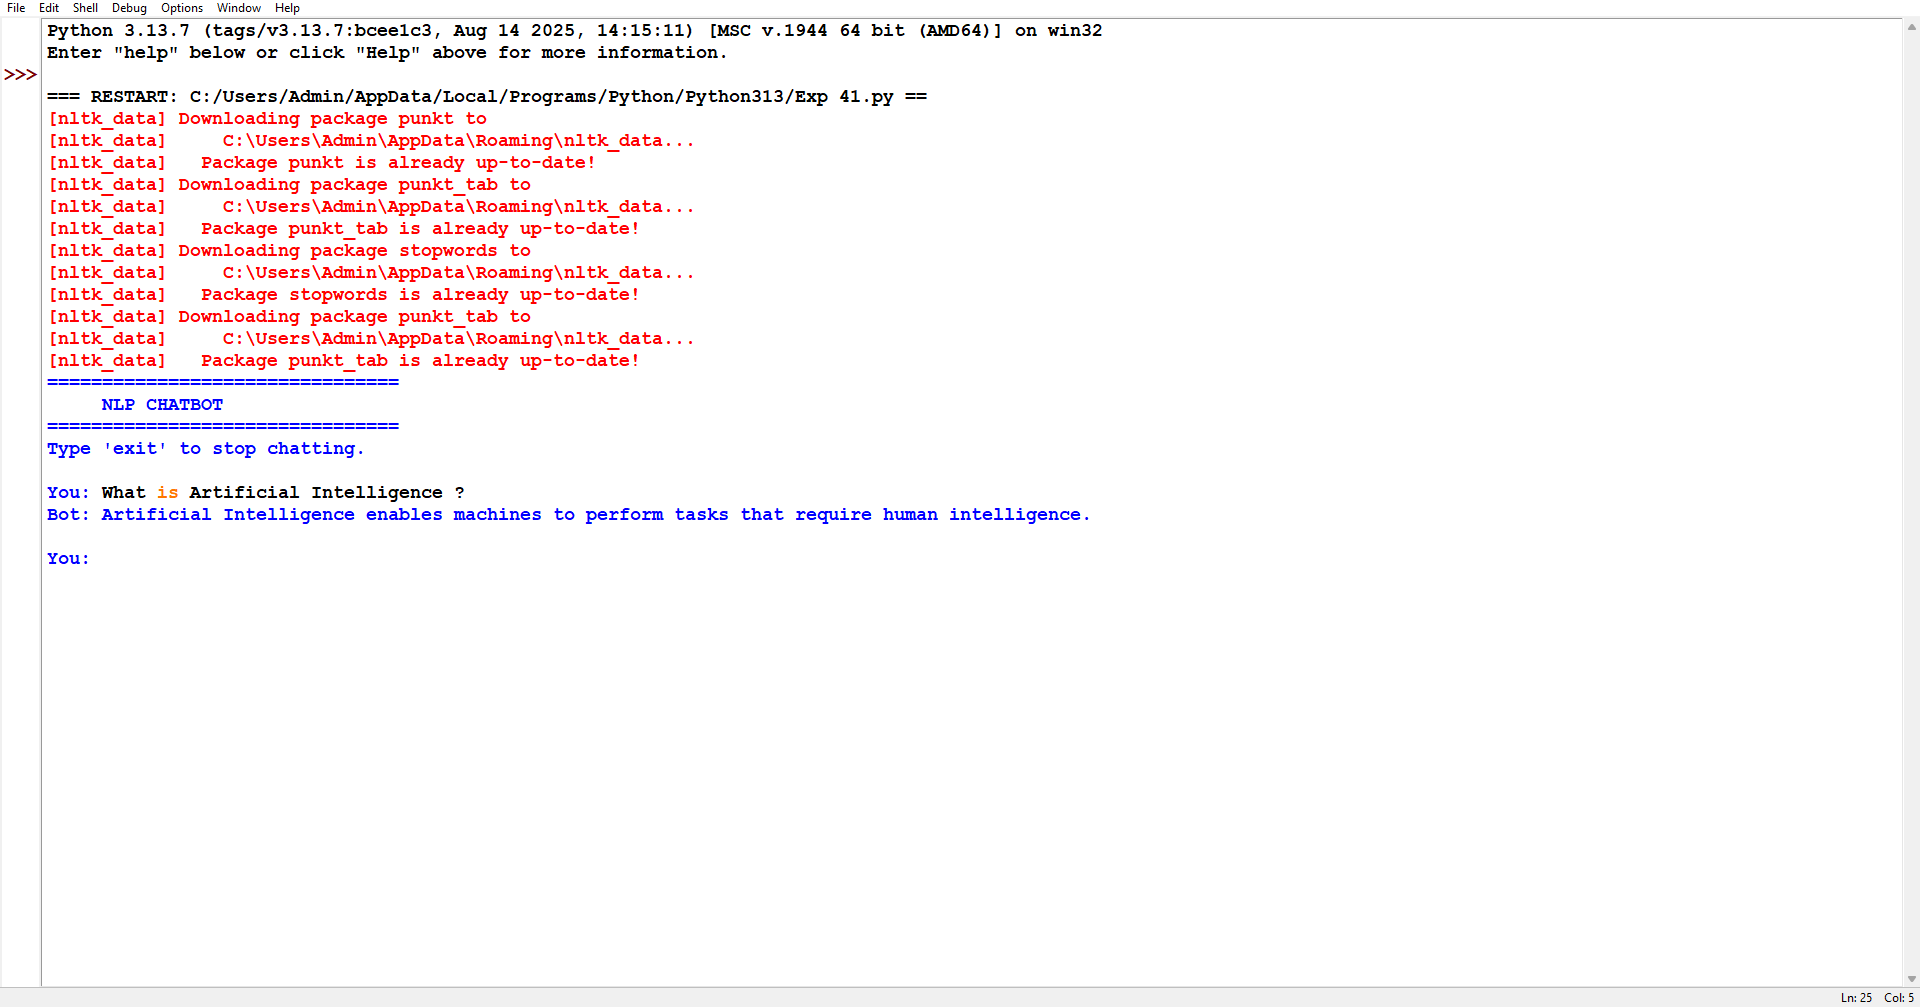 File Edit Shell Debug Options Window Help
Python 3.13.7 (tags/v3.13.7:bcee1c3, Aug 14 2025, 14:15:11) [MSC v.1944 64 bit (AMD64)] on win32
Enter "help" below or click "Help" above for more information.
>>>
=== RESTART: C:/Users/Admin/AppData/Local/Programs/Python/Python313/Exp 41.py ==
[nltk_data] Downloading package punkt to
[nltk_data]     C:\Users\Admin\AppData\Roaming\nltk_data...
[nltk_data]   Package punkt is already up-to-date!
[nltk_data] Downloading package punkt_tab to
[nltk_data]     C:\Users\Admin\AppData\Roaming\nltk_data...
[nltk_data]   Package punkt_tab is already up-to-date!
[nltk_data] Downloading package stopwords to
[nltk_data]     C:\Users\Admin\AppData\Roaming\nltk_data...
[nltk_data]   Package stopwords is already up-to-date!
[nltk_data] Downloading package punkt_tab to
[nltk_data]     C:\Users\Admin\AppData\Roaming\nltk_data...
[nltk_data]   Package punkt_tab is already up-to-date!
================================
     NLP CHATBOT
================================
Type 'exit' to stop chatting.
You: What is Artificial Intelligence ?
Bot: Artificial Intelligence enables machines to perform tasks that require human intelligence.
You:
Ln: 25 Col: 5